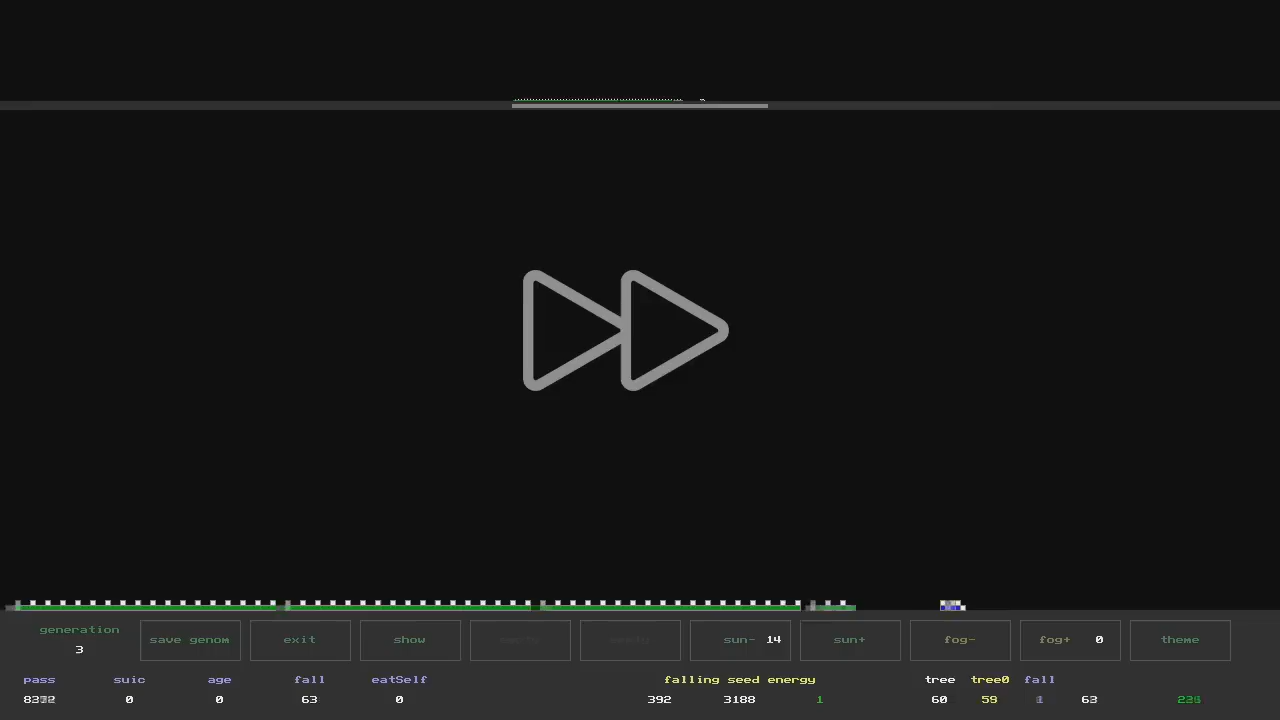 generation
3
save genom
exit
show
sun- 14
sun+
fog-
fog+ 0
theme
pass suic age fall eatSelf falling seed energy tree tree0 fall
0 0 63 0 392 3188 1 60 59 63